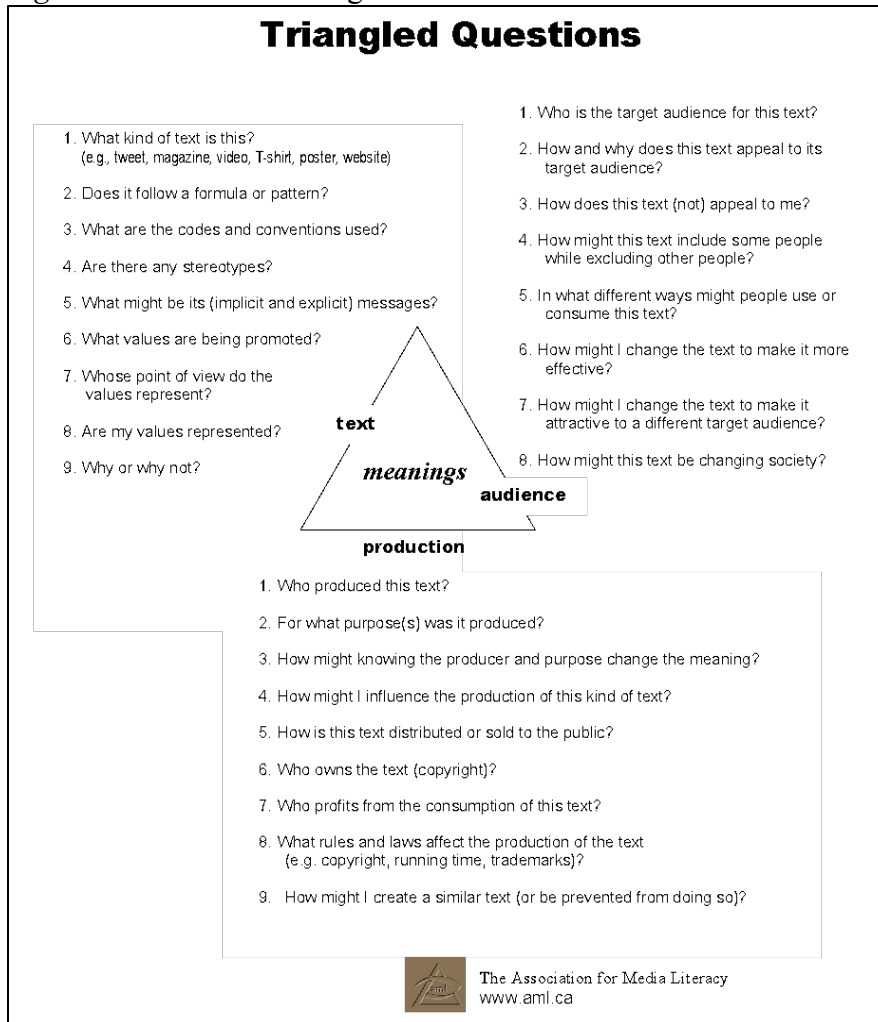 Triangled Questions
1. What kind of text is this?
(e.g., tweet, magazine, video, T-shirt, poster, website)
2. Does it follow a formula or pattern?
3. What are the codes and conventions used?
4. Are there any stereotypes?
5. What might be its (implicit and explicit) messages?
6. What values are being promoted?
7. Whose point of view do the
values represent?
8. Are my values represented?
9. Why or why not?
1. Who is the target audience for this text?
2. How and why does this text appeal to its
target audience?
3. How does this text (not) appeal to me?
4. How might this text include some people
while excluding other people?
5. In what different ways might people use or
consume this text?
6. How might I change the text to make it more
effective?
7. How might I change the text to make it
attractive to a different target audience?
8. How might this text be changing society?
text
meanings
audience
production
1. Who produced this text?
2. For what purpose(s) was it produced?
3. How might knowing the producer and purpose change the meaning?
4. How might I influence the production of this kind of text?
5. How is this text distributed or sold to the public?
6. Who owns the text (copyright)?
7. Who profits from the consumption of this text?
8. What rules and laws affect the production of the text
(e.g. copyright, running time, trademarks)?
9. How might I create a similar text (or be prevented from doing so)?
aml
The Association for Media Literacy
www.aml.ca